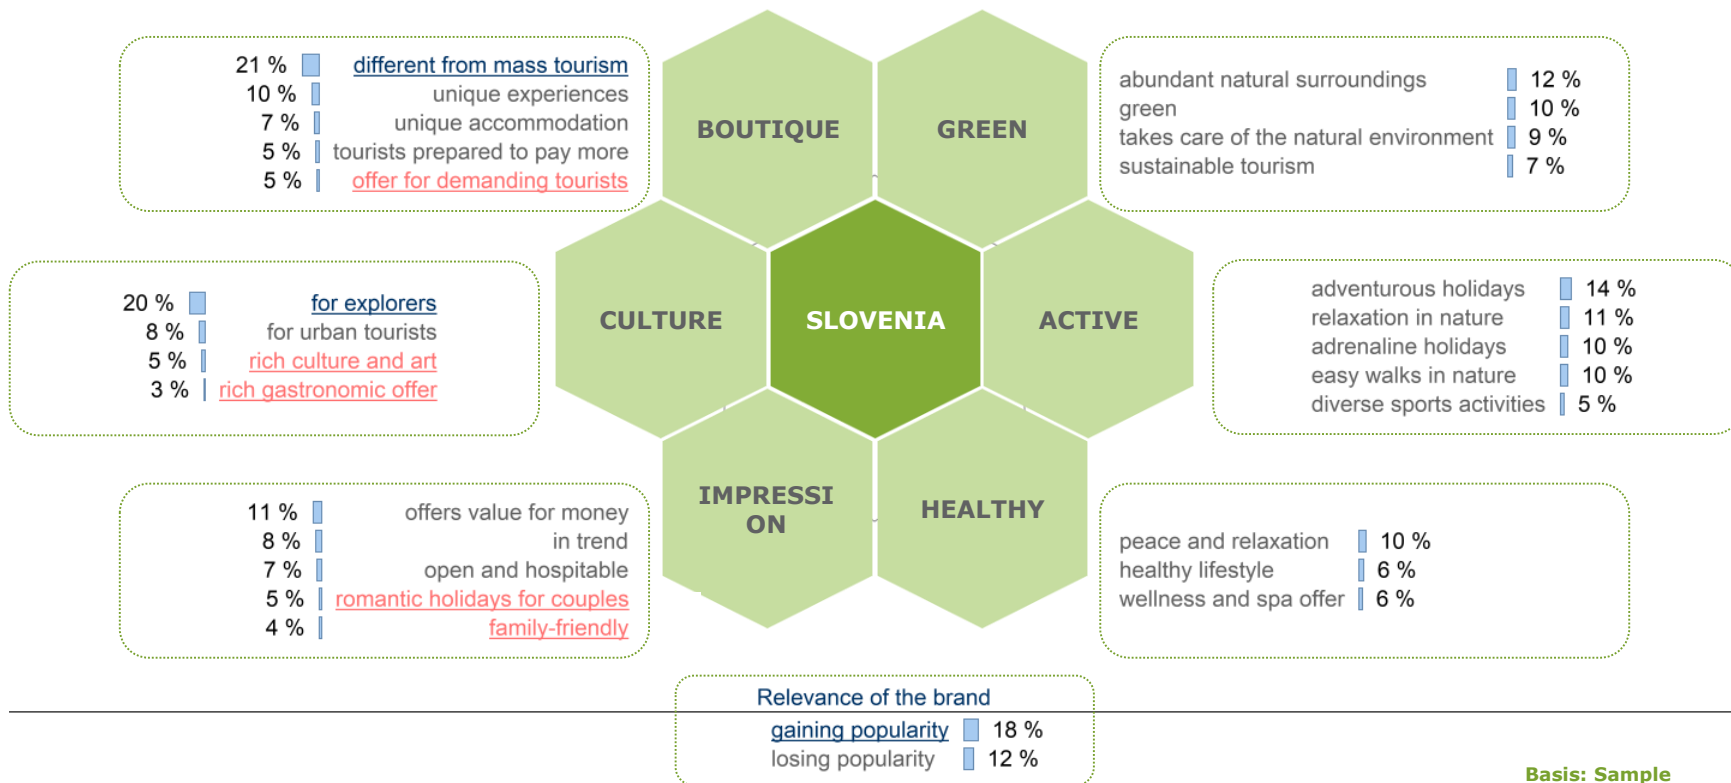 21 % different from mass tourism
10 % unique experiences
7 % unique accommodation
5 % tourists prepared to pay more
5 % offer for demanding tourists
BOUTIQUE
GREEN
abundant natural surroundings 12 %
green 10 %
takes care of the natural environment 9 %
sustainable tourism 7 %
20 % for explorers
8 % for urban tourists
5 % rich culture and art
3 % rich gastronomic offer
CULTURE
SLOVENIA
ACTIVE
adventurous holidays 14 %
relaxation in nature 11 %
adrenaline holidays 10 %
easy walks in nature 10 %
diverse sports activities 5 %
11 % offers value for money
8 % in trend
7 % open and hospitable
5 % romantic holidays for couples
4 % family-friendly
IMPRESSI
ON
HEALTHY
peace and relaxation 10 %
healthy lifestyle 6 %
wellness and spa offer 6 %
Relevance of the brand
gaining popularity 18 %
losing popularity 12 %
Basis: Sample